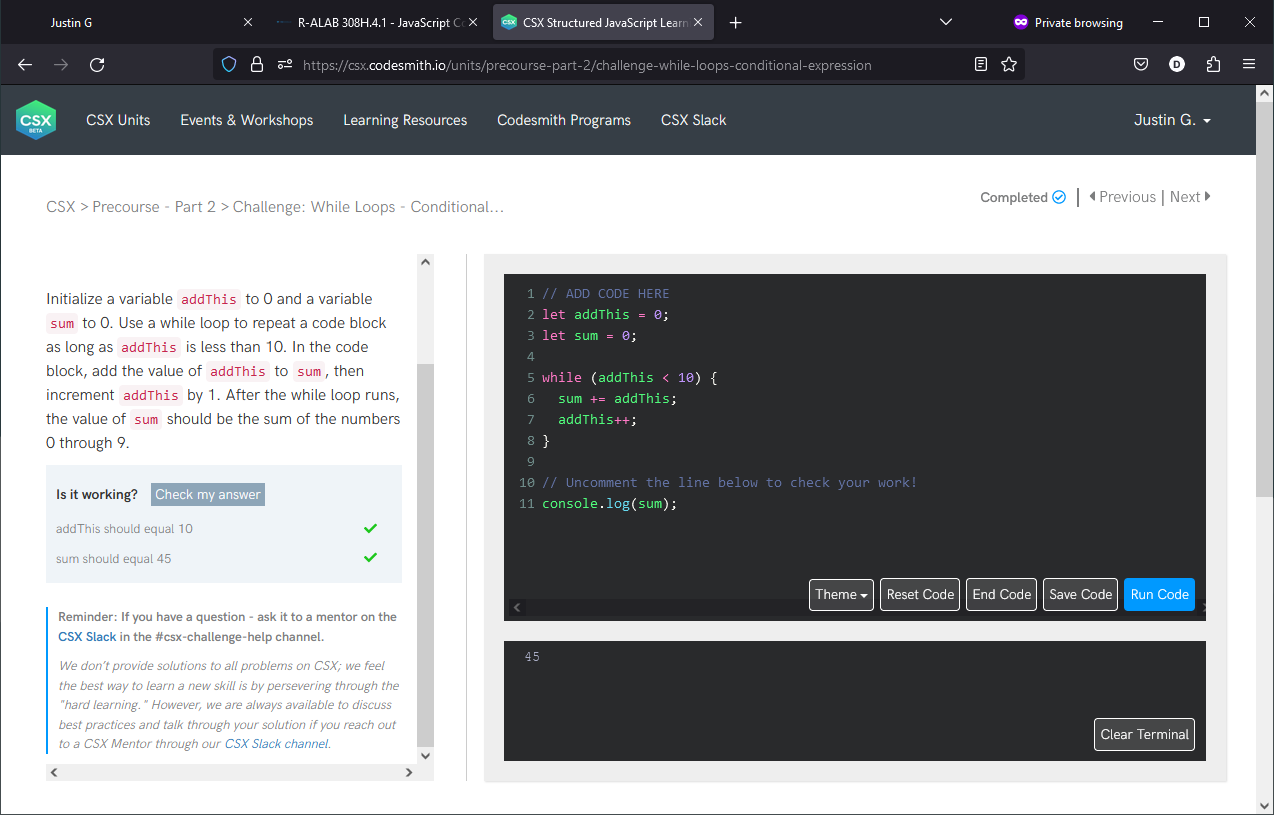 Justin G
R-ALAB 308H.4.1 - JavaScript Co
CSX Structured JavaScript Learn
Private browsing
https://csx.codesmith.io/units/precourse-part-2/challenge-while-loops-conditional-expression
D
CSX
BETA
CSX Units
Events & Workshops
Learning Resources
Codesmith Programs
CSX Slack
Justin G.
CSX > Precourse - Part 2 > Challenge: While Loops - Conditional...
Completed
Previous | Next
Initialize a variable addThis to 0 and a variable
sum to 0. Use a while loop to repeat a code block
as long as addThis is less than 10. In the code
block, add the value of addThis to sum, then
increment addThis by 1. After the while loop runs,
the value of sum should be the sum of the numbers
0 through 9.
Is it working? Check my answer
addThis should equal 10
sum should equal 45
Reminder: If you have a question - ask it to a mentor on the
CSX Slack in the #csx-challenge-help channel.
We don't provide solutions to all problems on CSX; we feel
the best way to learn a new skill is by persevering through the
"hard learning." However, we are always available to discuss
best practices and talk through your solution if you reach out
to a CSX Mentor through our CSX Slack channel.
1 // ADD CODE HERE
2 let addThis = 0;
3 let sum = 0;
4
5 while (addThis < 10) {
6   sum += addThis;
7   addThis++;
8 }
9
10 // Uncomment the line below to check your work!
11 console.log(sum);
Theme
Reset Code
End Code
Save Code
Run Code
45
Clear Terminal